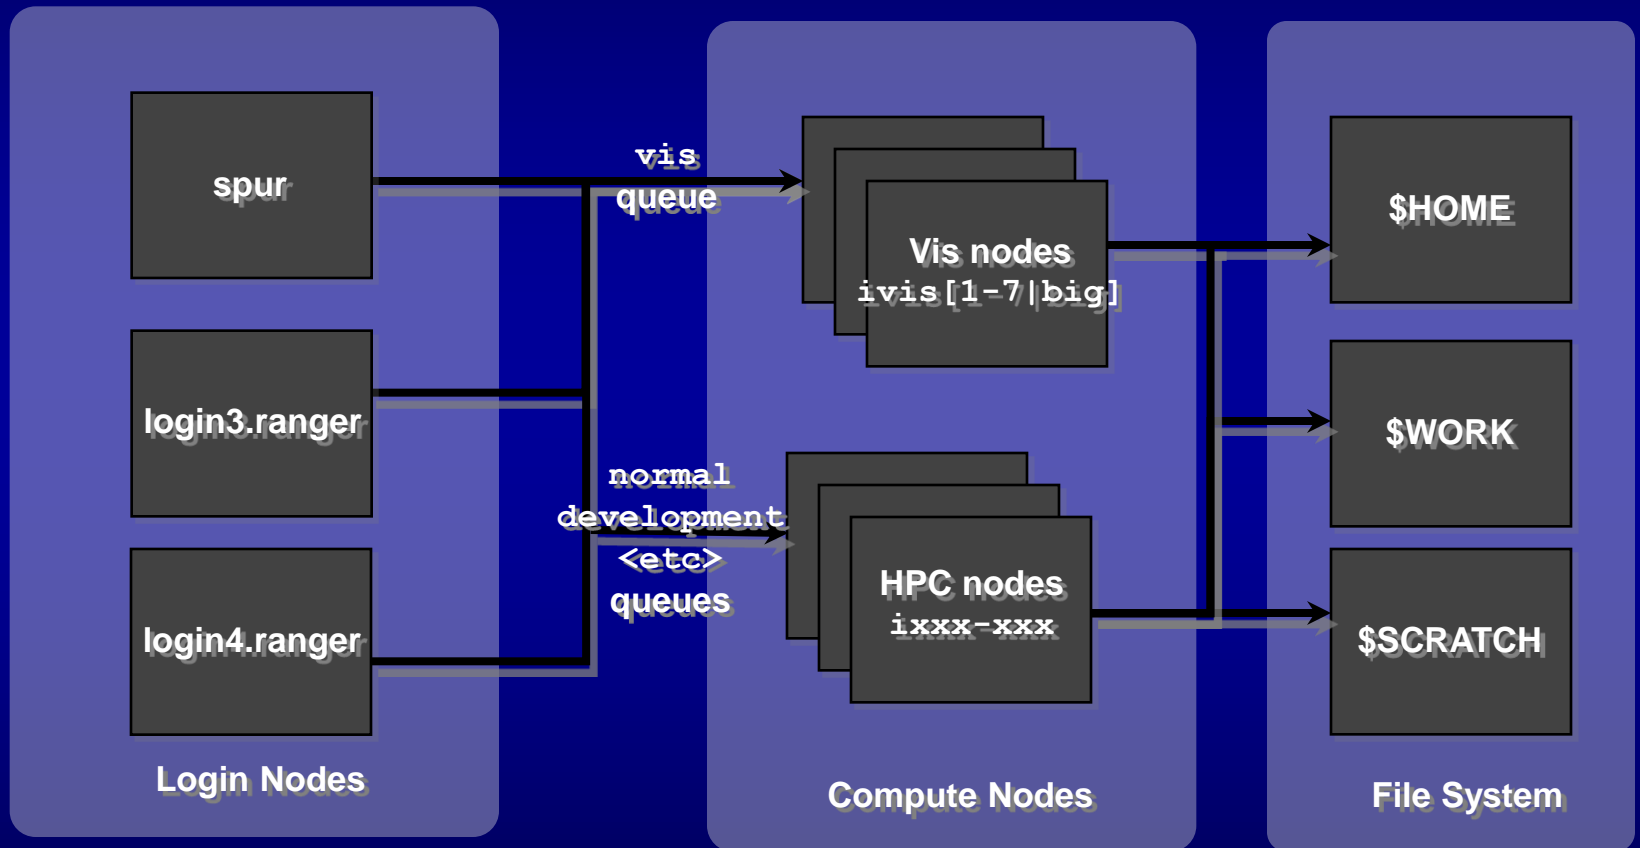 spur
login3.ranger
login4.ranger
Login Nodes
vis
queue
normal
development
<etc>
queues
Vis nodes
ivis[1-7|big]
HPC nodes
ixxx-xxx
Compute Nodes
$HOME
$WORK
$SCRATCH
File System